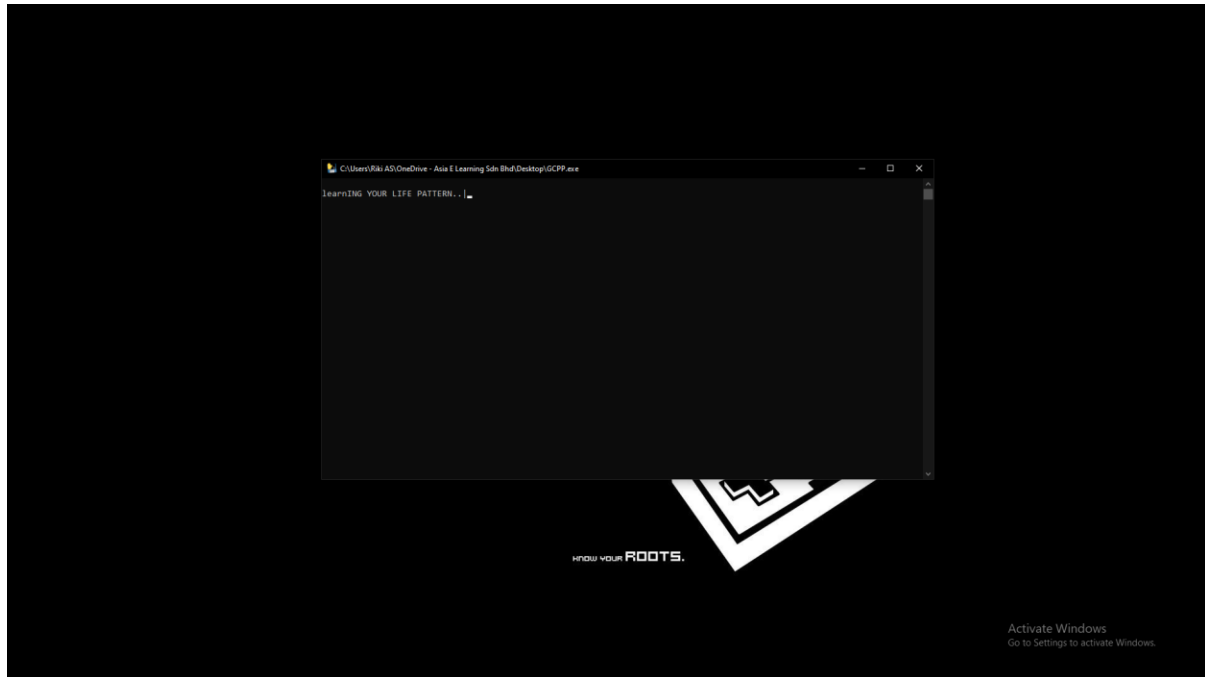 C:\Users\Riki AS\OneDrive - Asia E Learning Sdn Bhd\Desktop\GCPP.exe
learnING YOUR LIFE PATTERN..|
KNOW YOUR ROOTS.
Activate Windows
Go to Settings to activate Windows.